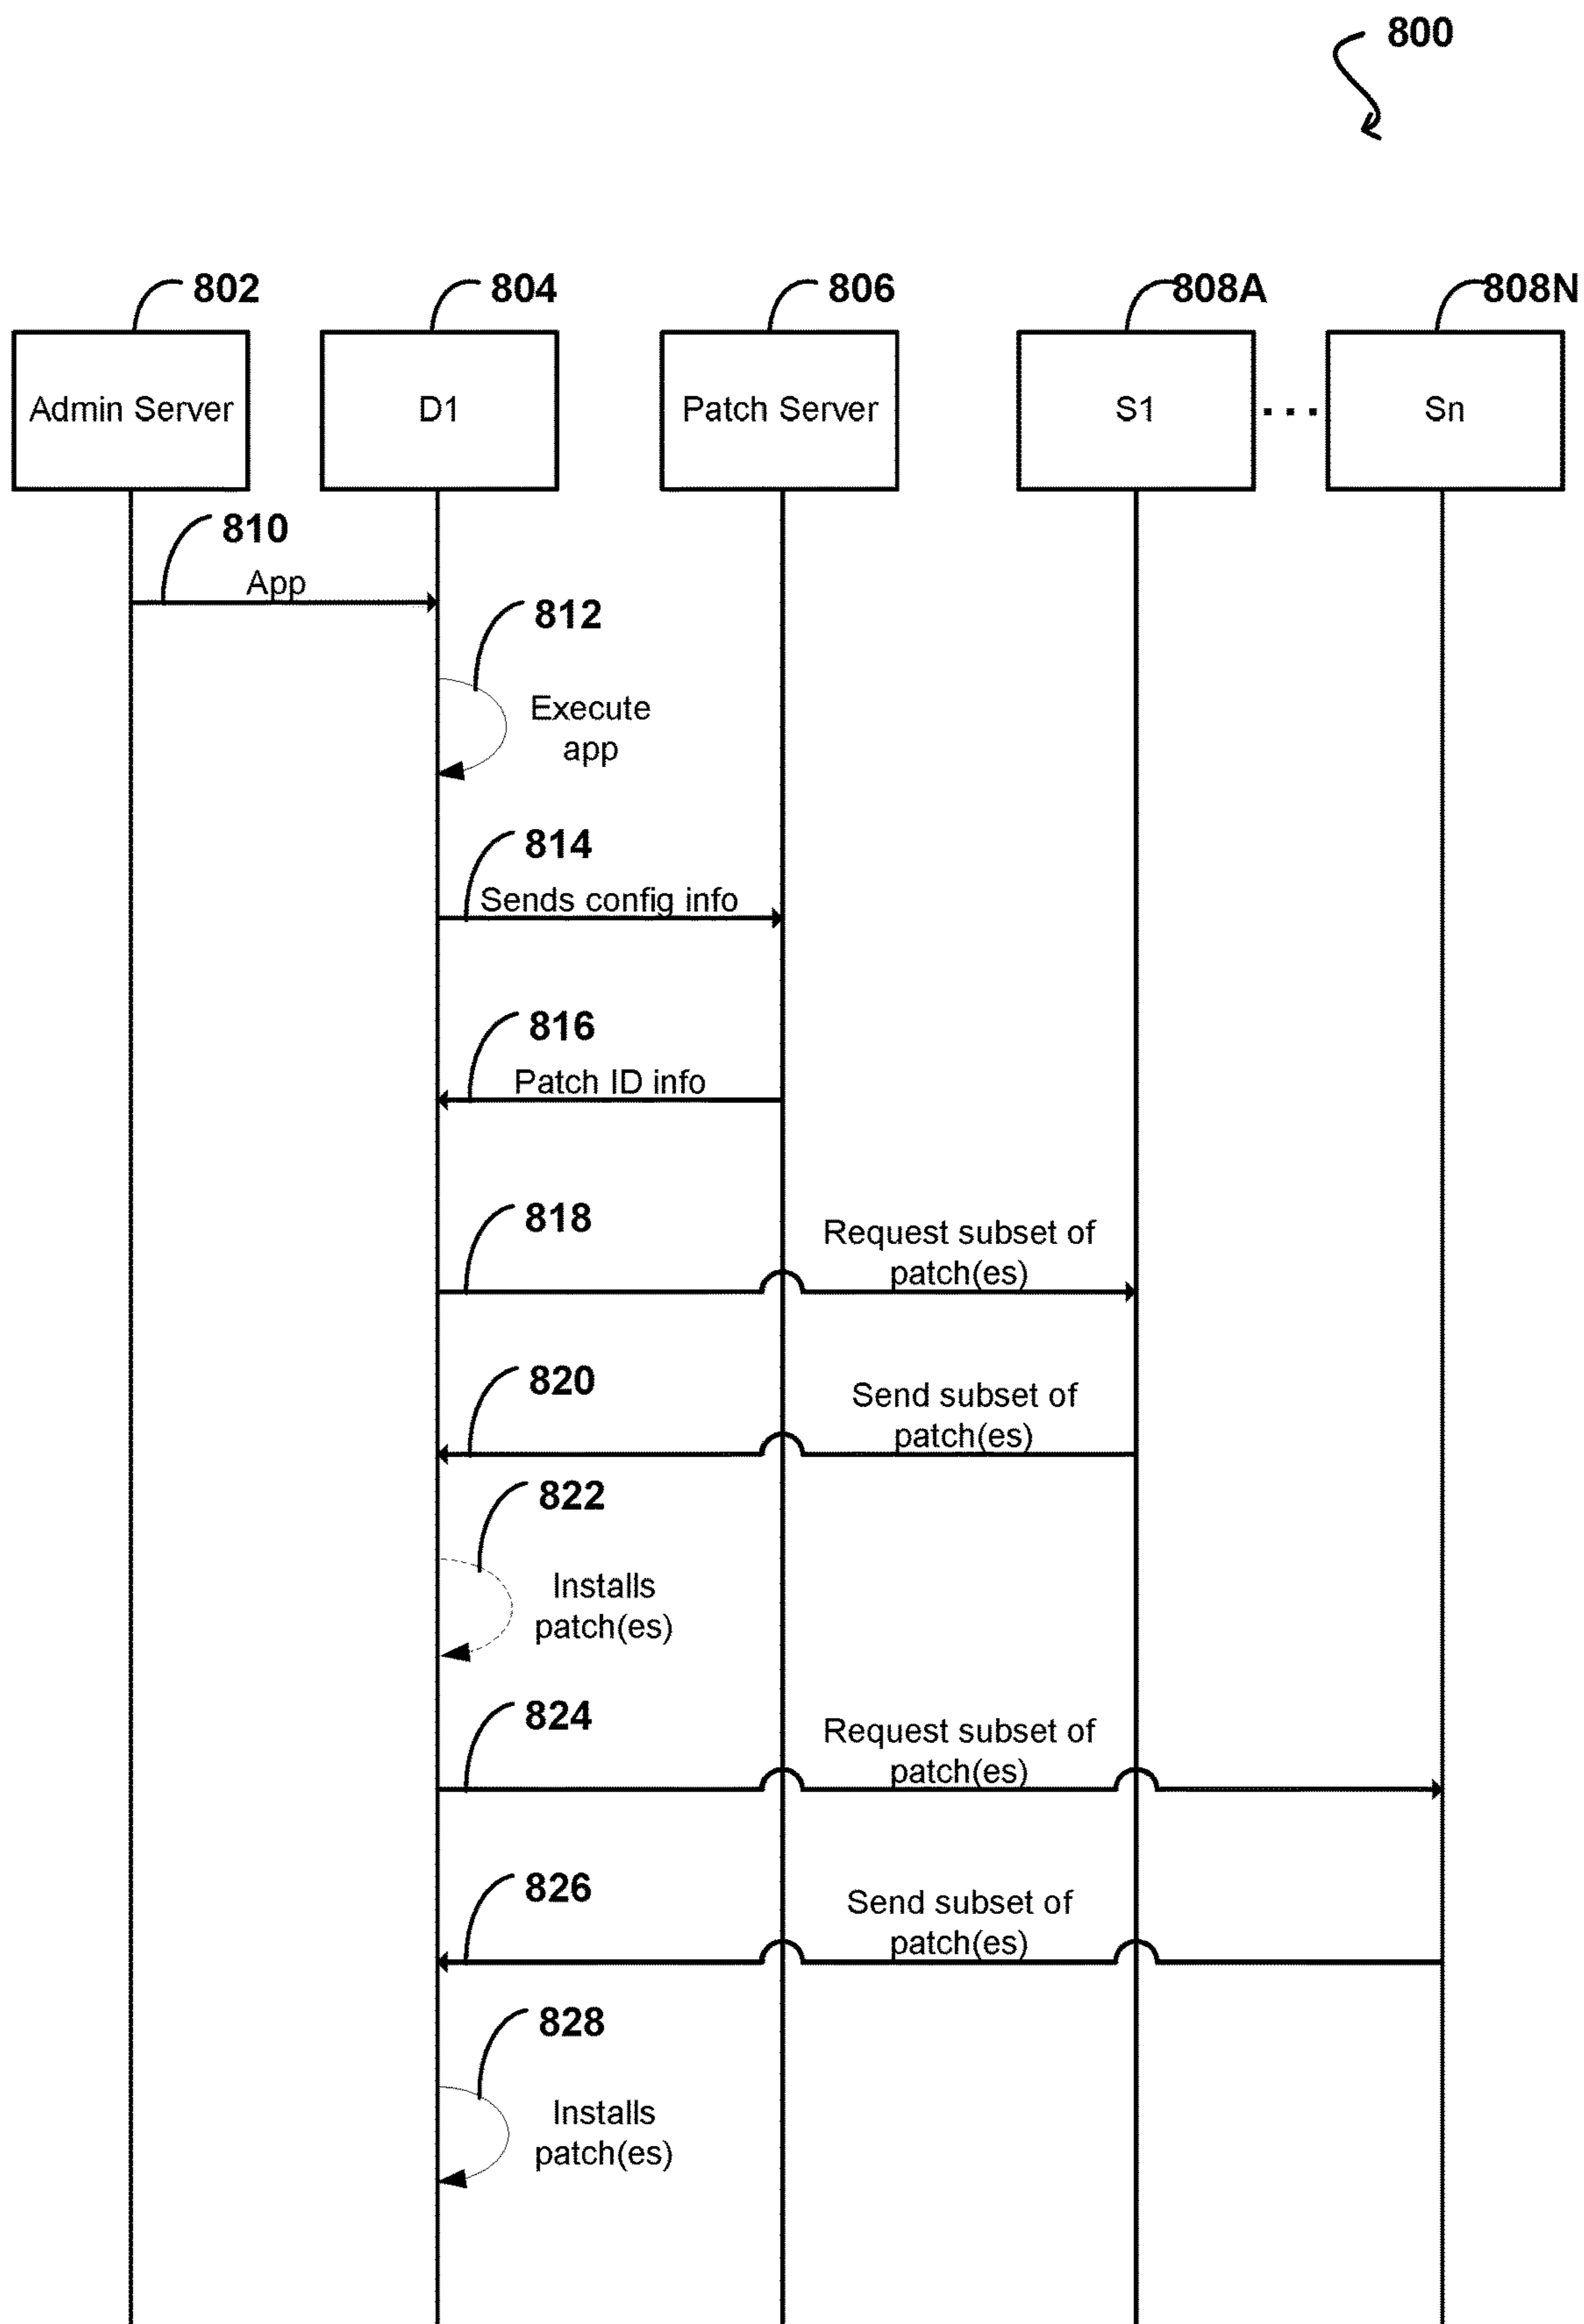 800
802
804
806
808A
808N
Admin Server
D1
Patch Server
S1
...
Sn
810
App
812
Execute
app
814
Sends config info
816
Patch ID info
818
Request subset of
patch(es)
820
Send subset of
patch(es)
822
Installs
patch(es)
824
Request subset of
patch(es)
826
Send subset of
patch(es)
828
Installs
patch(es)